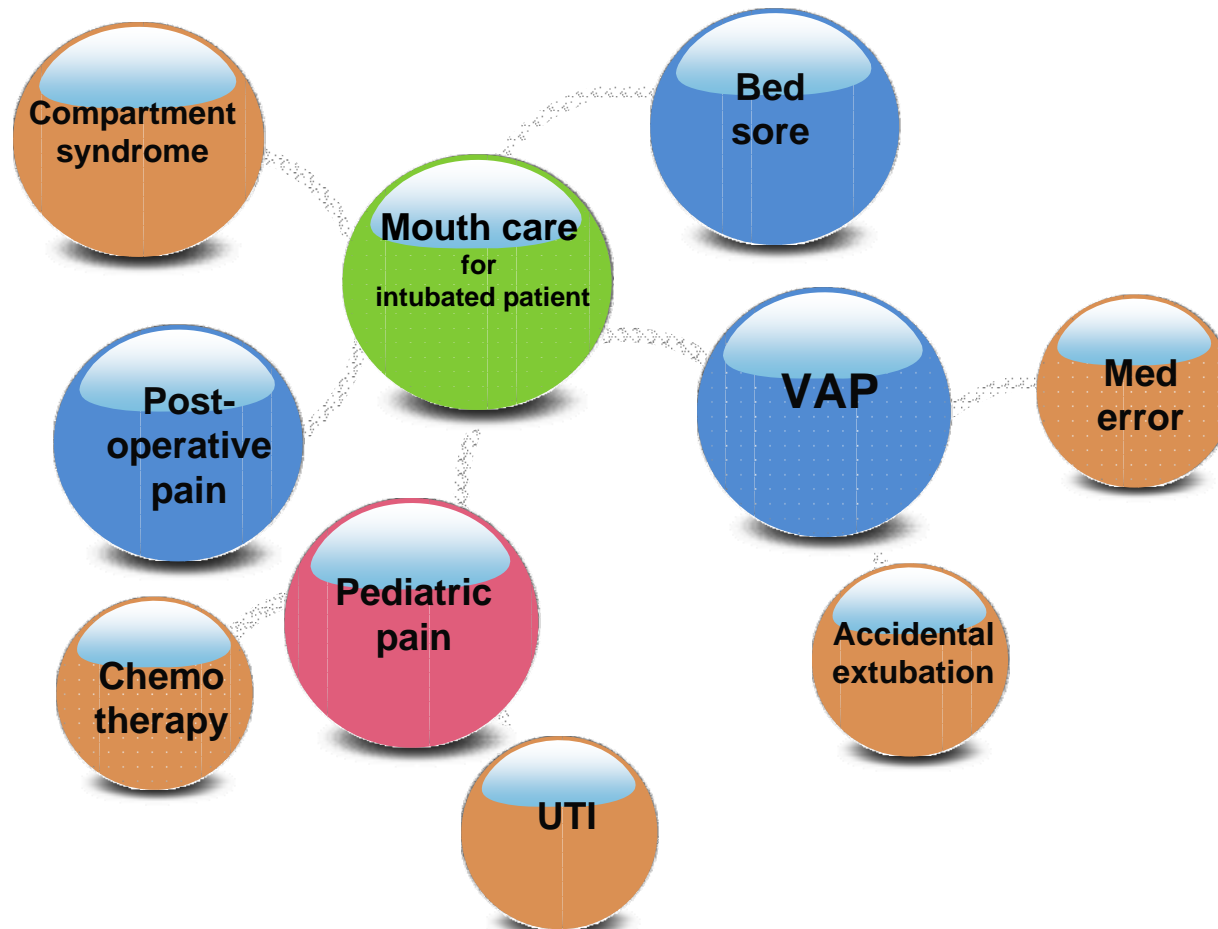 Compartment
syndrome
Bed
sore
Mouth care
for
intubated patient
Post-
operative
pain
VAP
Med
error
Pediatric
pain
Chemo
therapy
Accidental
extubation
UTI